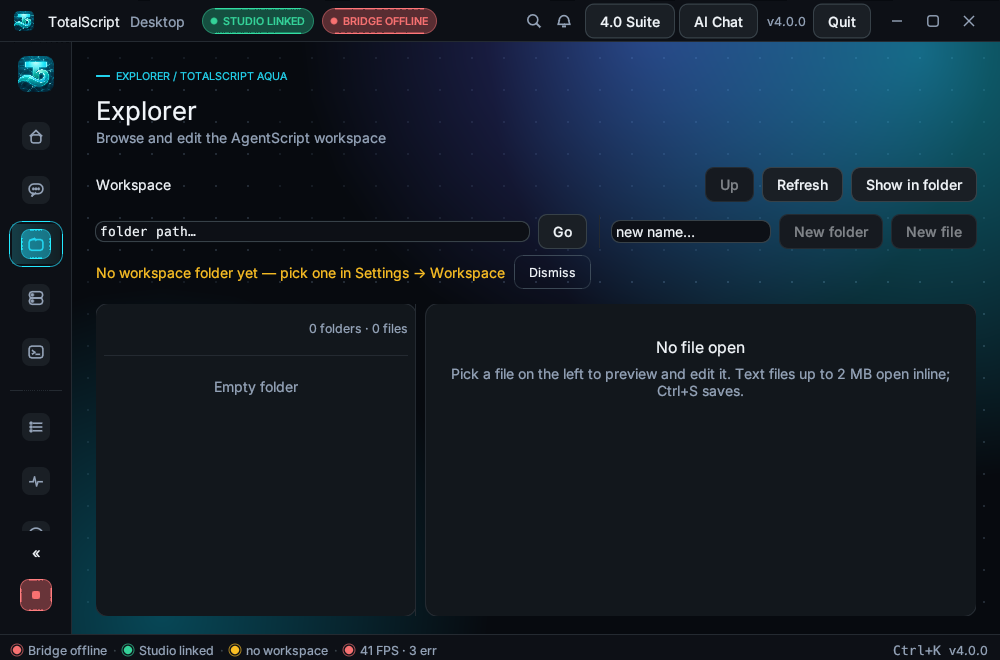 TotalScript Desktop STUDIO LINKED BRIDGE OFFLINE 4.0 Suite AI Chat v4.0.0 Quit
EXPLORER / TOTALSCRIPT AQUA
Explorer
Browse and edit the AgentScript workspace
Workspace Up Refresh Show in folder
folder path… Go new name... New folder New file
No workspace folder yet — pick one in Settings → Workspace Dismiss
0 folders · 0 files
Empty folder
No file open
Pick a file on the left to preview and edit it. Text files up to 2 MB open inline;
Ctrl+S saves.
«
Bridge offline · Studio linked · no workspace · 41 FPS · 3 err Ctrl+K v4.0.0